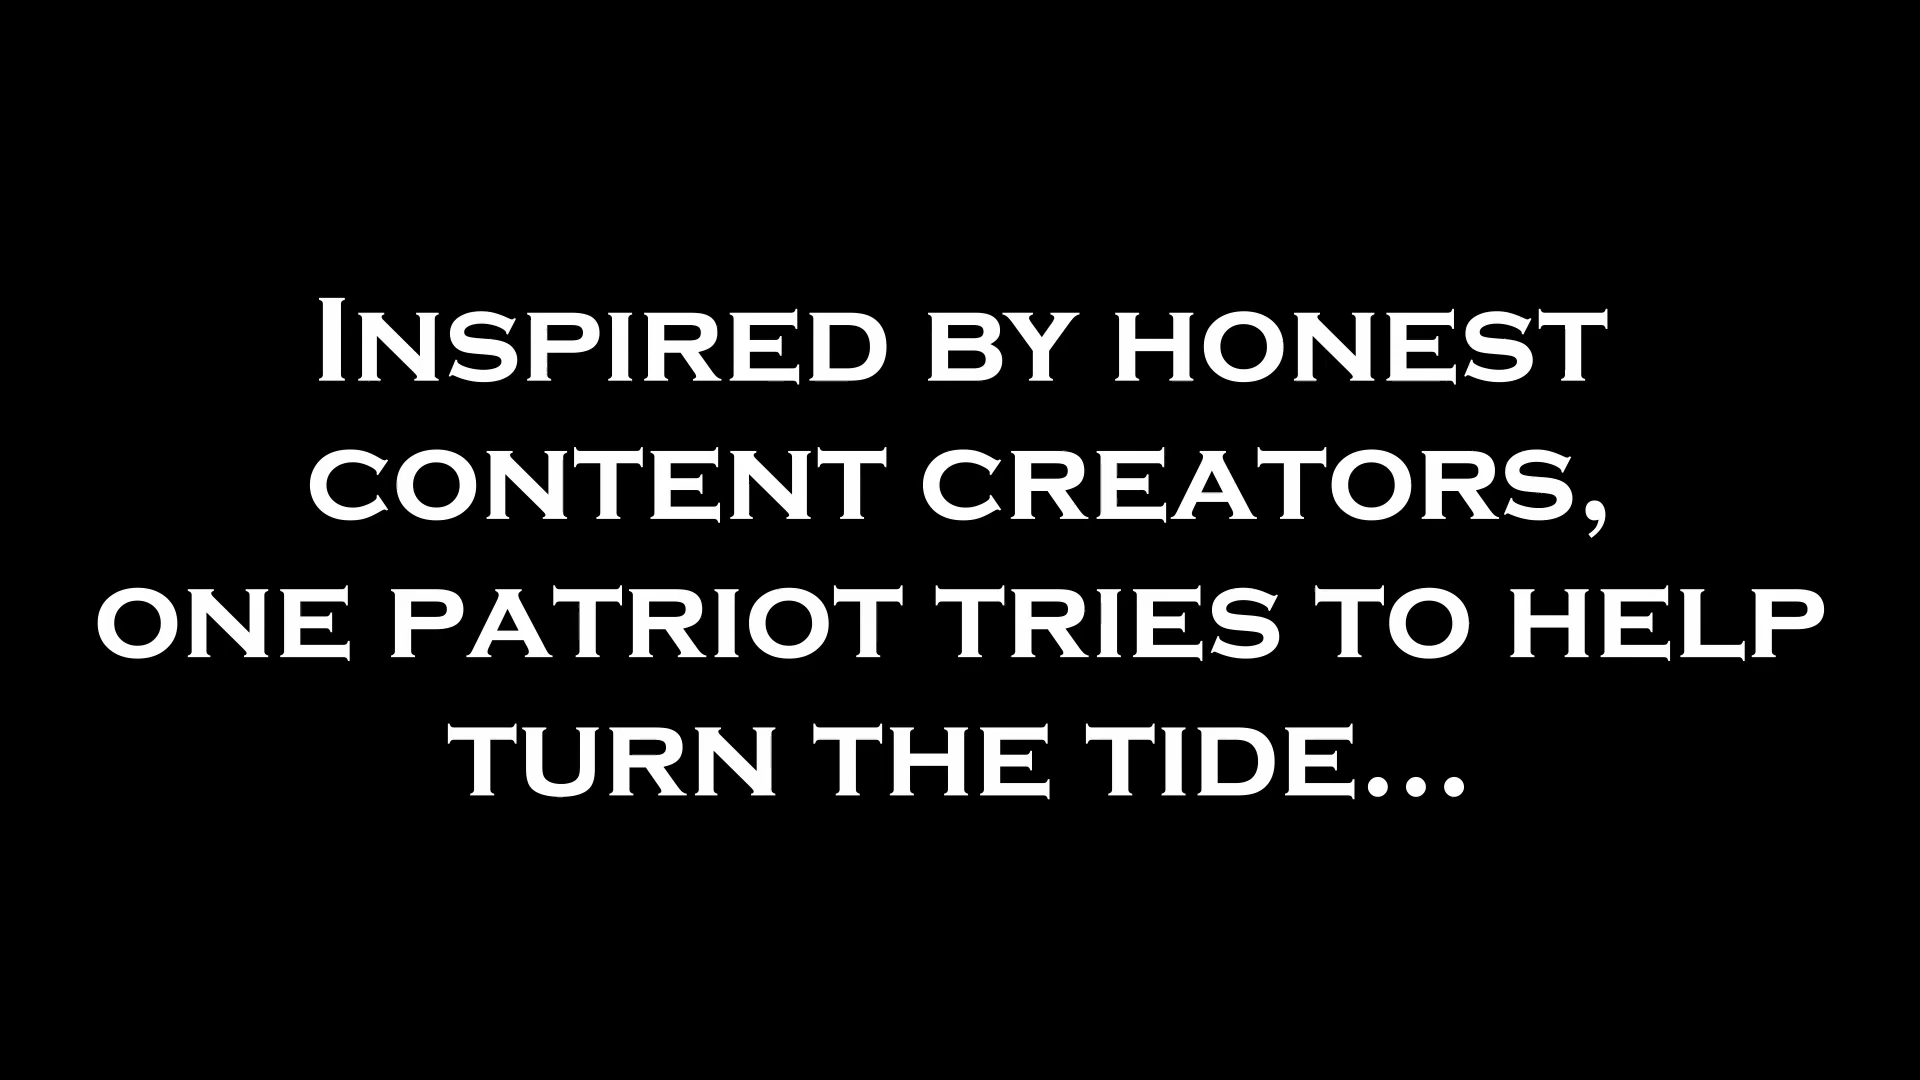 Inspired by honest
content creators,
one patriot tries to help
turn the tide...